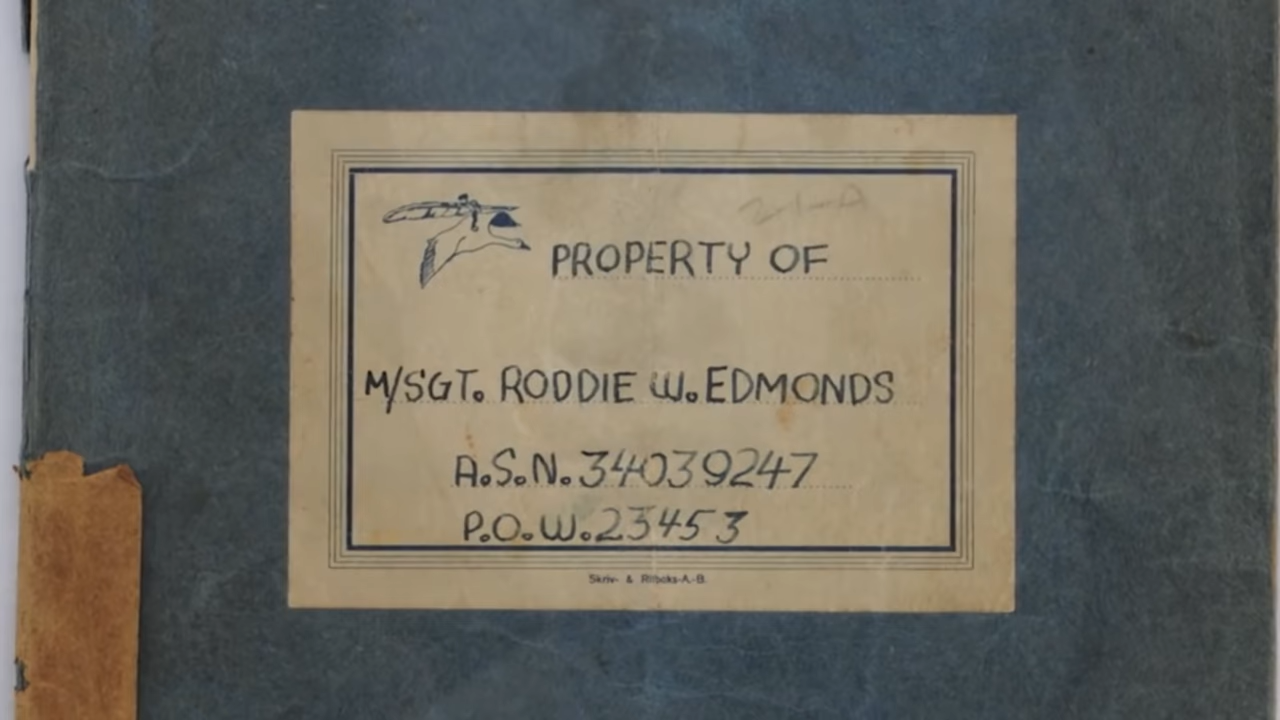 PROPERTY OF
M/SGT. RODDIE W. EDMONDS
A.S.N. 34039247
P.O.W. 23453
Skriv- & Ritboks-A.-B.